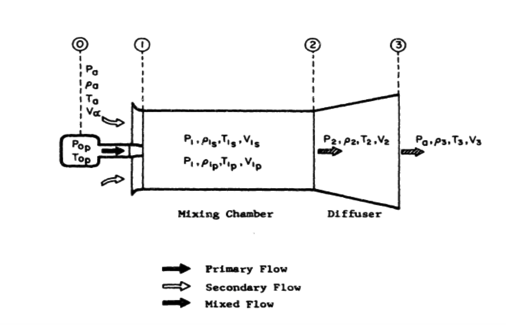 0 1 2 3
Pa
ρa
Ta
Vα
Pop
Top
P1, ρ1s, T1s, V1s
P1, ρ1p, T1p, V1p
P2, ρ2, T2, V2
Pa, ρ3, T3, V3
Mixing Chamber
Diffuser
Primary Flow
Secondary Flow
Mixed Flow